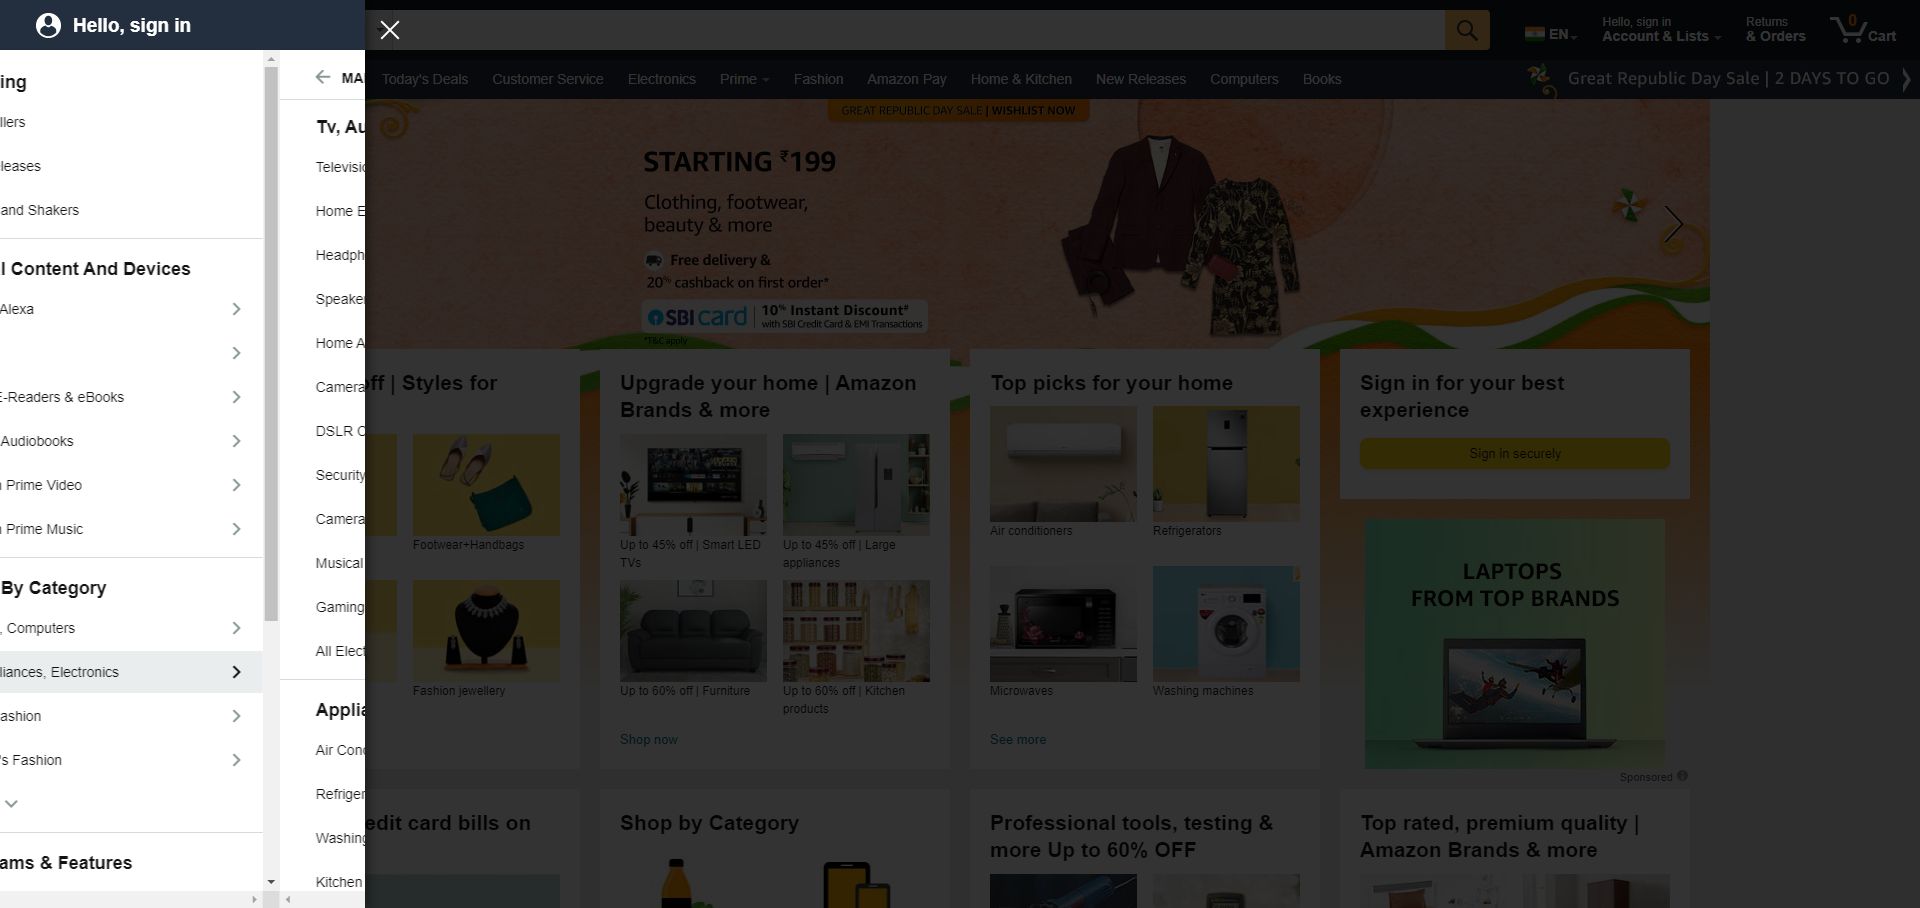 Hello, sign in
EN
Hello, sign in
Account & Lists
Returns
& Orders
0
Cart
Today's Deals
Customer Service
Electronics
Prime
Fashion
Amazon Pay
Home & Kitchen
New Releases
Computers
Books
Great Republic Day Sale | 2 DAYS TO GO
ing
llers
leases
and Shakers
l Content And Devices
Alexa
E-Readers & eBooks
Audiobooks
Prime Video
Prime Music
By Category
, Computers
liances, Electronics
ashion
's Fashion
ams & Features
MAI
Tv, Au
Televisio
Home E
Headph
Speaker
Home A
Camera
DSLR C
Security
Camera
Musical
Gaming
All Elect
Applia
Air Cond
Refriger
Washing
Kitchen
GREAT REPUBLIC DAY SALE | WISHLIST NOW
STARTING ₹199
Clothing, footwear,
beauty & more
Free delivery &
20% cashback on first order*
SBI card
10% Instant Discount#
with SBI Credit Card & EMI Transactions
*T&C apply
ff | Styles for
Footwear+Handbags
Fashion jewellery
Upgrade your home | Amazon
Brands & more
Up to 45% off | Smart LED
TVs
Up to 45% off | Large
appliances
Up to 60% off | Furniture
Up to 60% off | Kitchen
products
Shop now
Top picks for your home
Air conditioners
Refrigerators
Microwaves
Washing machines
See more
Sign in for your best
experience
Sign in securely
LAPTOPS
FROM TOP BRANDS
Sponsored
edit card bills on
Shop by Category
Professional tools, testing &
more Up to 60% OFF
Top rated, premium quality |
Amazon Brands & more